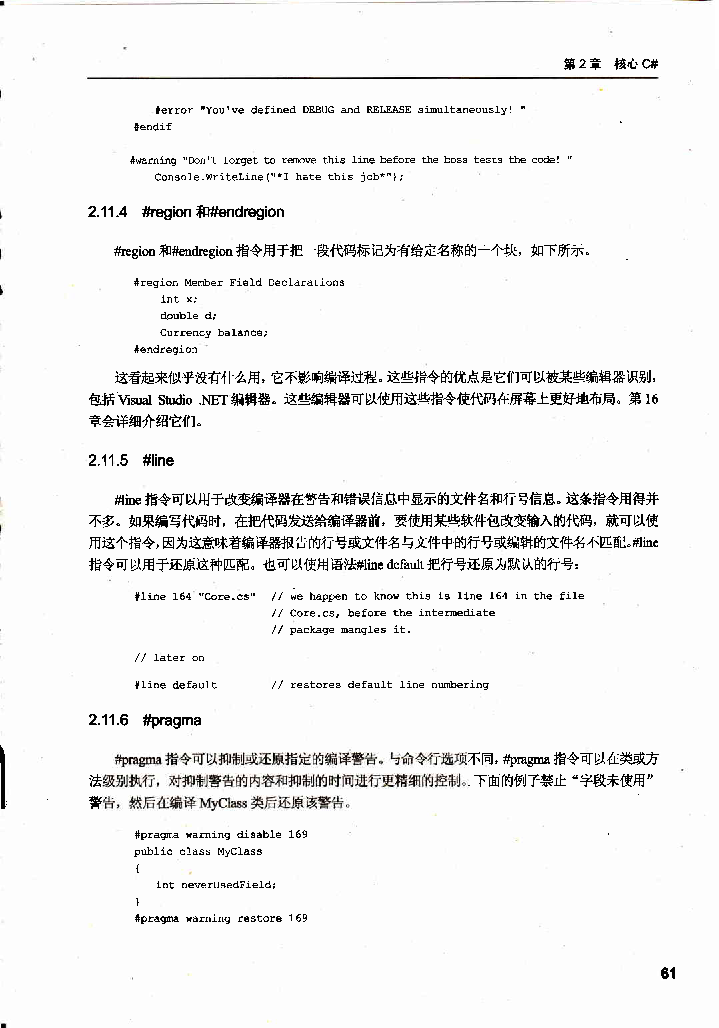 第 2 章 核心 C#
#error "You've defined DEBUG and RELEASE simultaneously! "
#endif
#warning "Don't forget to remove this line before the boss tests the code! "
Console.WriteLine("*I hate this job*");
2.11.4 #region 和#endregion
#region 和#endregion 指令用于把一段代码标记为有给定名称的一个块，如下所示。
#region Member Field Declarations
int x;
double d;
Currency balance;
#endregion
这看起来似乎没有什么用，它不影响编译过程。这些指令的优点是它们可以被某些编辑器识别，
包括 Visual Studio .NET 编辑器。这些编辑器可以使用这些指令使代码在屏幕上更好地布局。第 16
章会详细介绍它们。
2.11.5 #line
#line 指令可以用于改变编译器在警告和错误信息中显示的文件名和行号信息。这条指令用得并
不多。如果编写代码时，在把代码发送给编译器前，要使用某些软件包改变输入的代码，就可以使
用这个指令，因为这意味着编译器报告的行号或文件名与文件中的行号或编辑的文件名不匹配。#line
指令可以用于还原这种匹配。也可以使用语法#line default 把行号还原为默认的行号：
#line 164 "Core.cs" // we happen to know this is line 164 in the file
// Core.cs, before the intermediate
// package mangles it.
// later on
#line default // restores default line numbering
2.11.6 #pragma
#pragma 指令可以抑制或还原指定的编译警告。与命令行选项不同，#pragma 指令可以在类或方
法级别执行，对抑制警告的内容和抑制的时间进行更精细的控制。下面的例子禁止“字段未使用”
警告，然后在编译 MyClass 类后还原该警告。
#pragma warning disable 169
public class MyClass
{
int neverUsedField;
}
#pragma warning restore 169
61